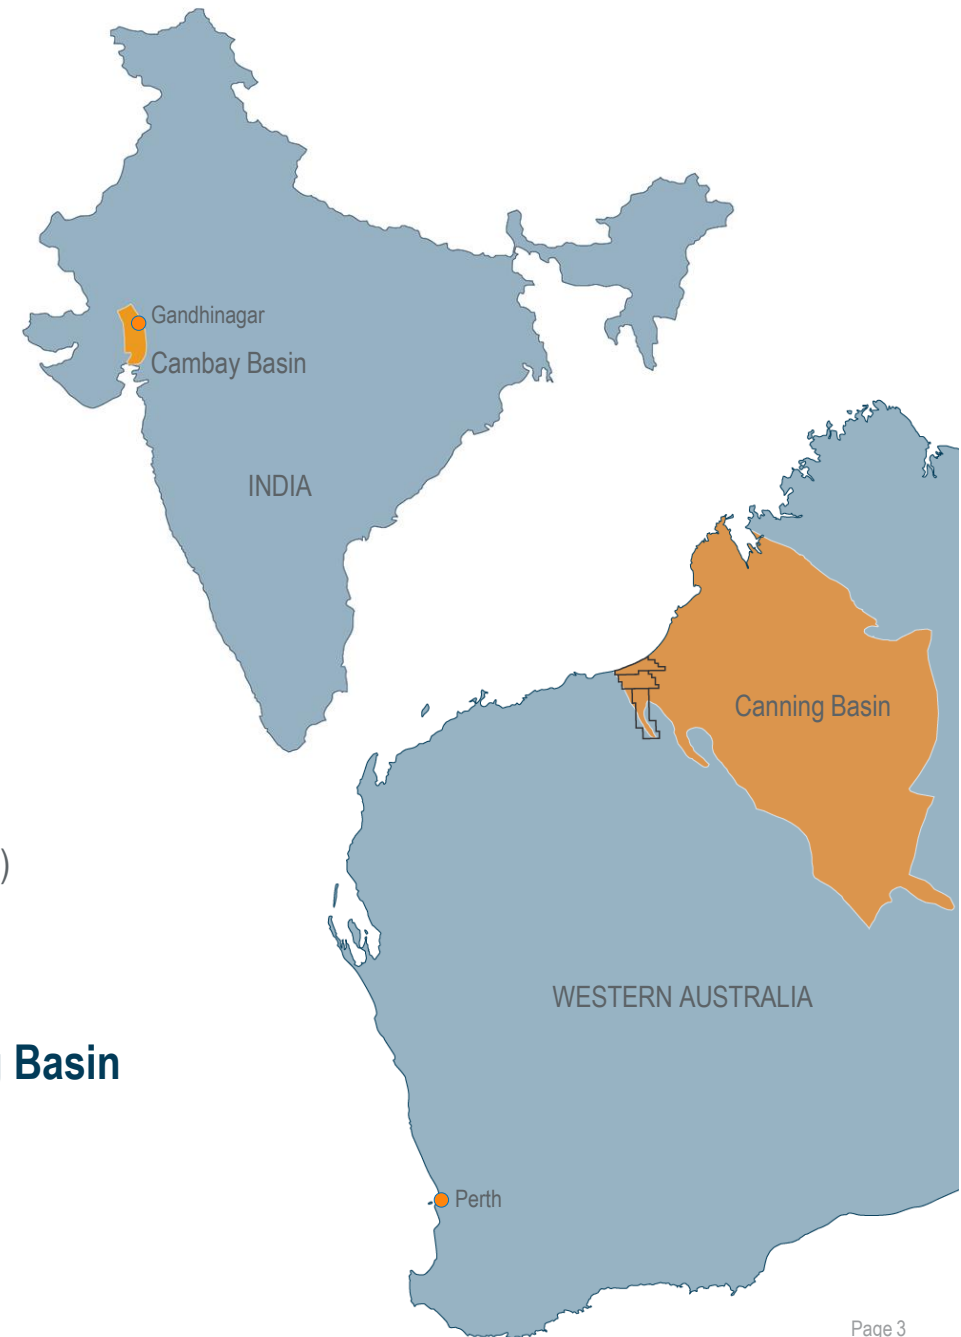 Gandhinagar
Cambay Basin
INDIA
Canning Basin
)
WESTERN AUSTRALIA
Basin
Perth
Page 3